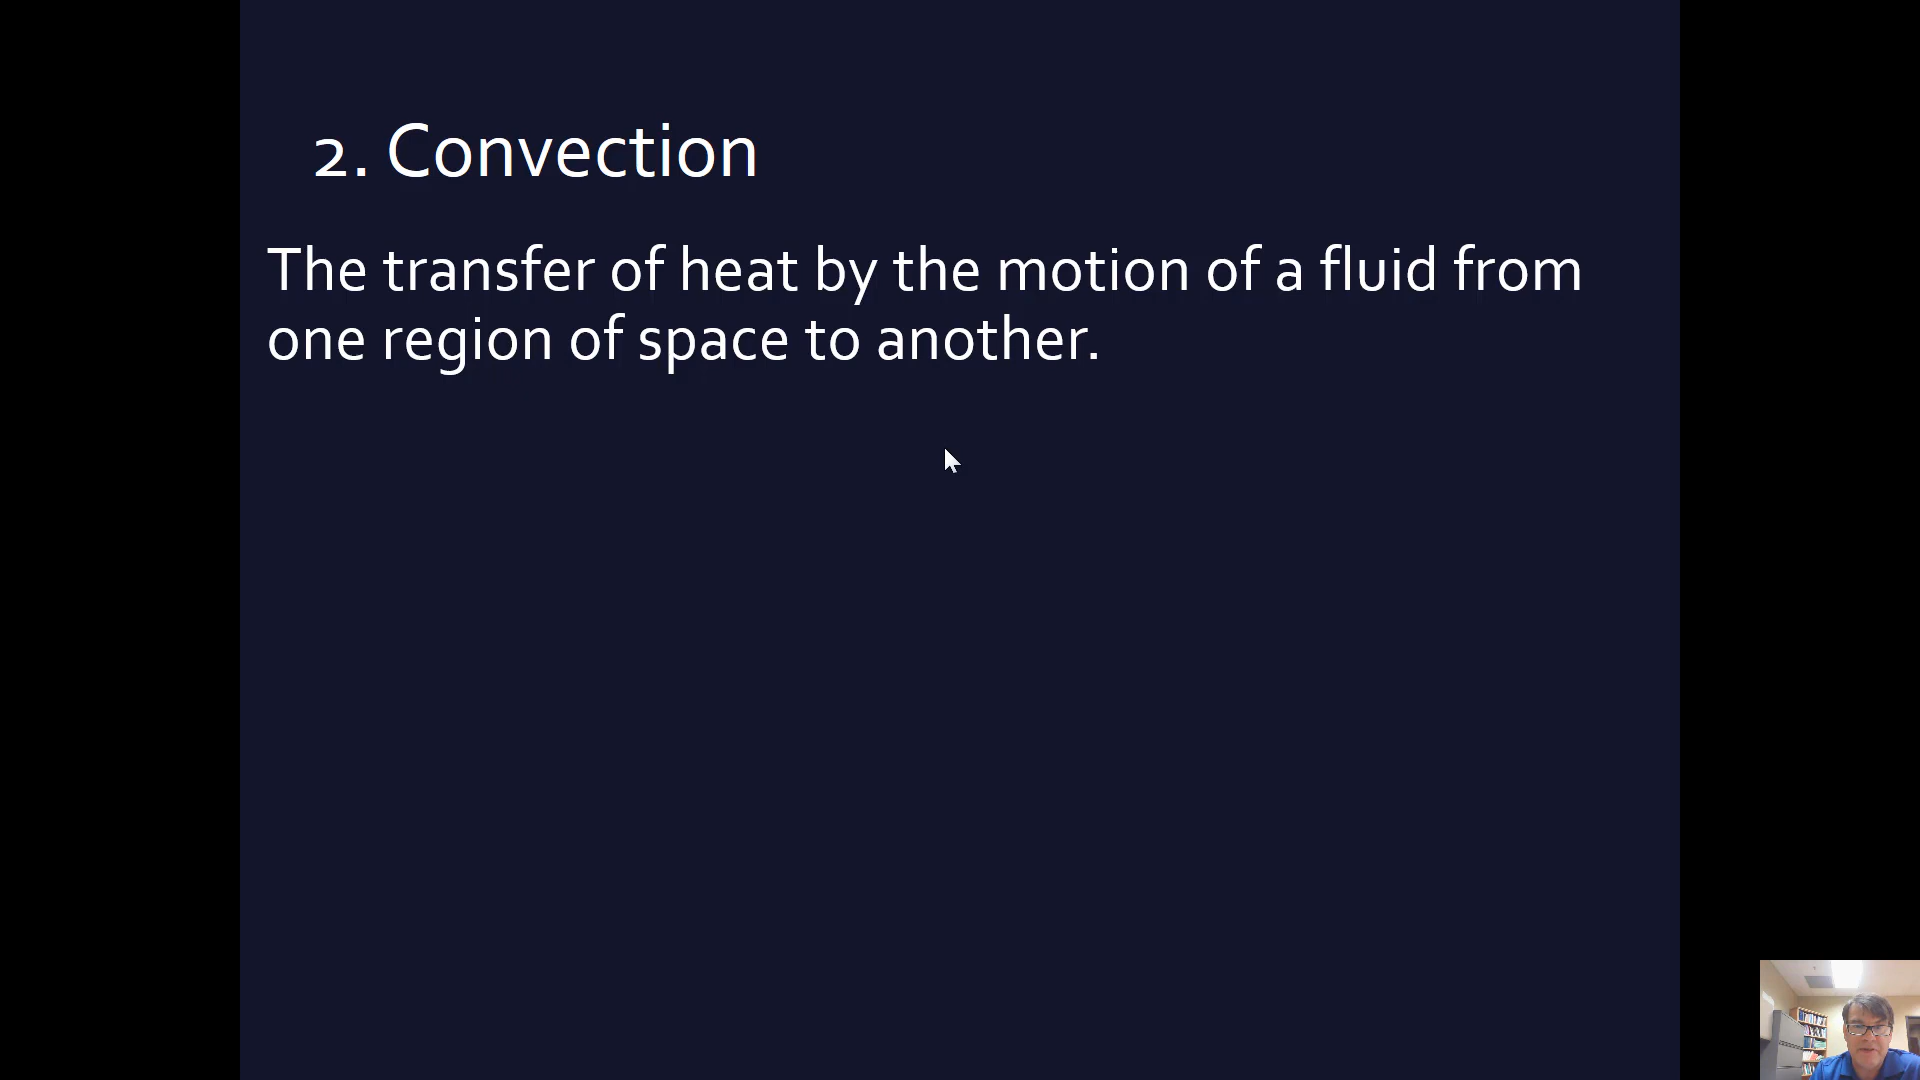 2. Convection
The transfer of heat by the motion of a fluid from
one region of space to another.